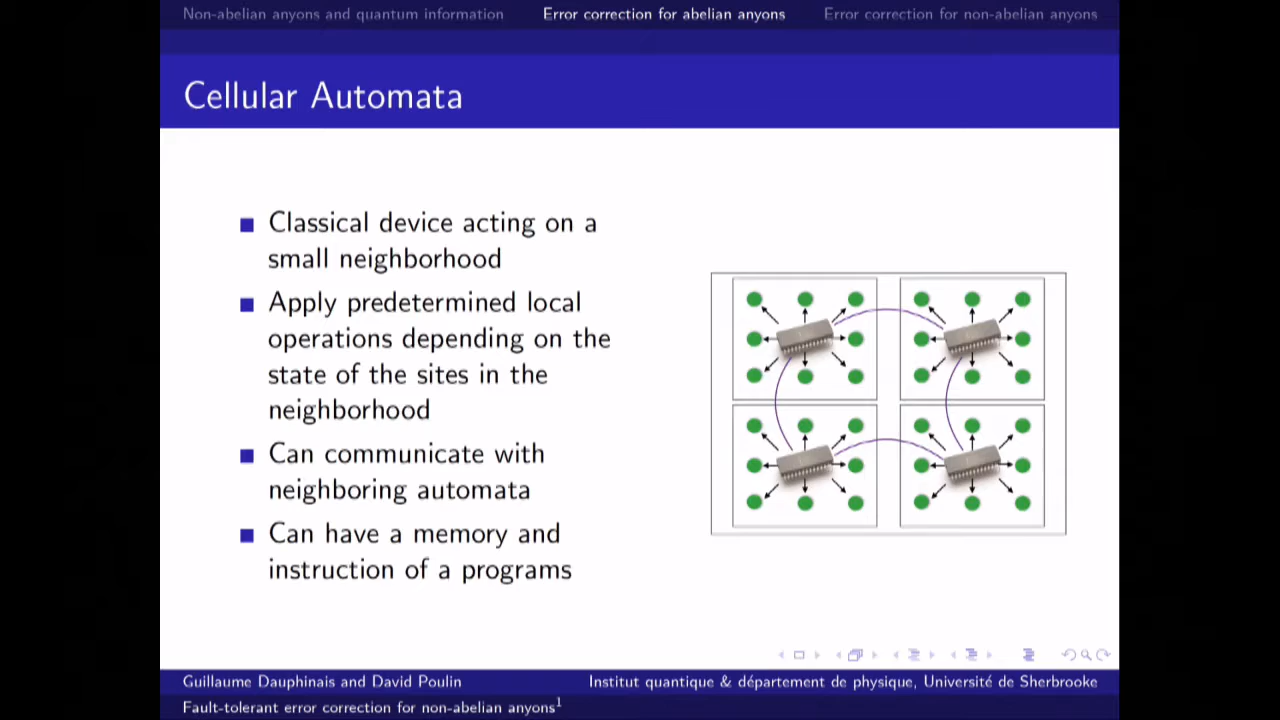 Non-abelian anyons and quantum information
Error correction for abelian anyons
Error correction for non-abelian anyons
Cellular Automata
Classical device acting on a
small neighborhood
Apply predetermined local
operations depending on the
state of the sites in the
neighborhood
Can communicate with
neighboring automata
Can have a memory and
instruction of a programs
Guillaume Dauphinais and David Poulin
Institut quantique & département de physique, Université de Sherbrooke
Fault-tolerant error correction for non-abelian anyons¹